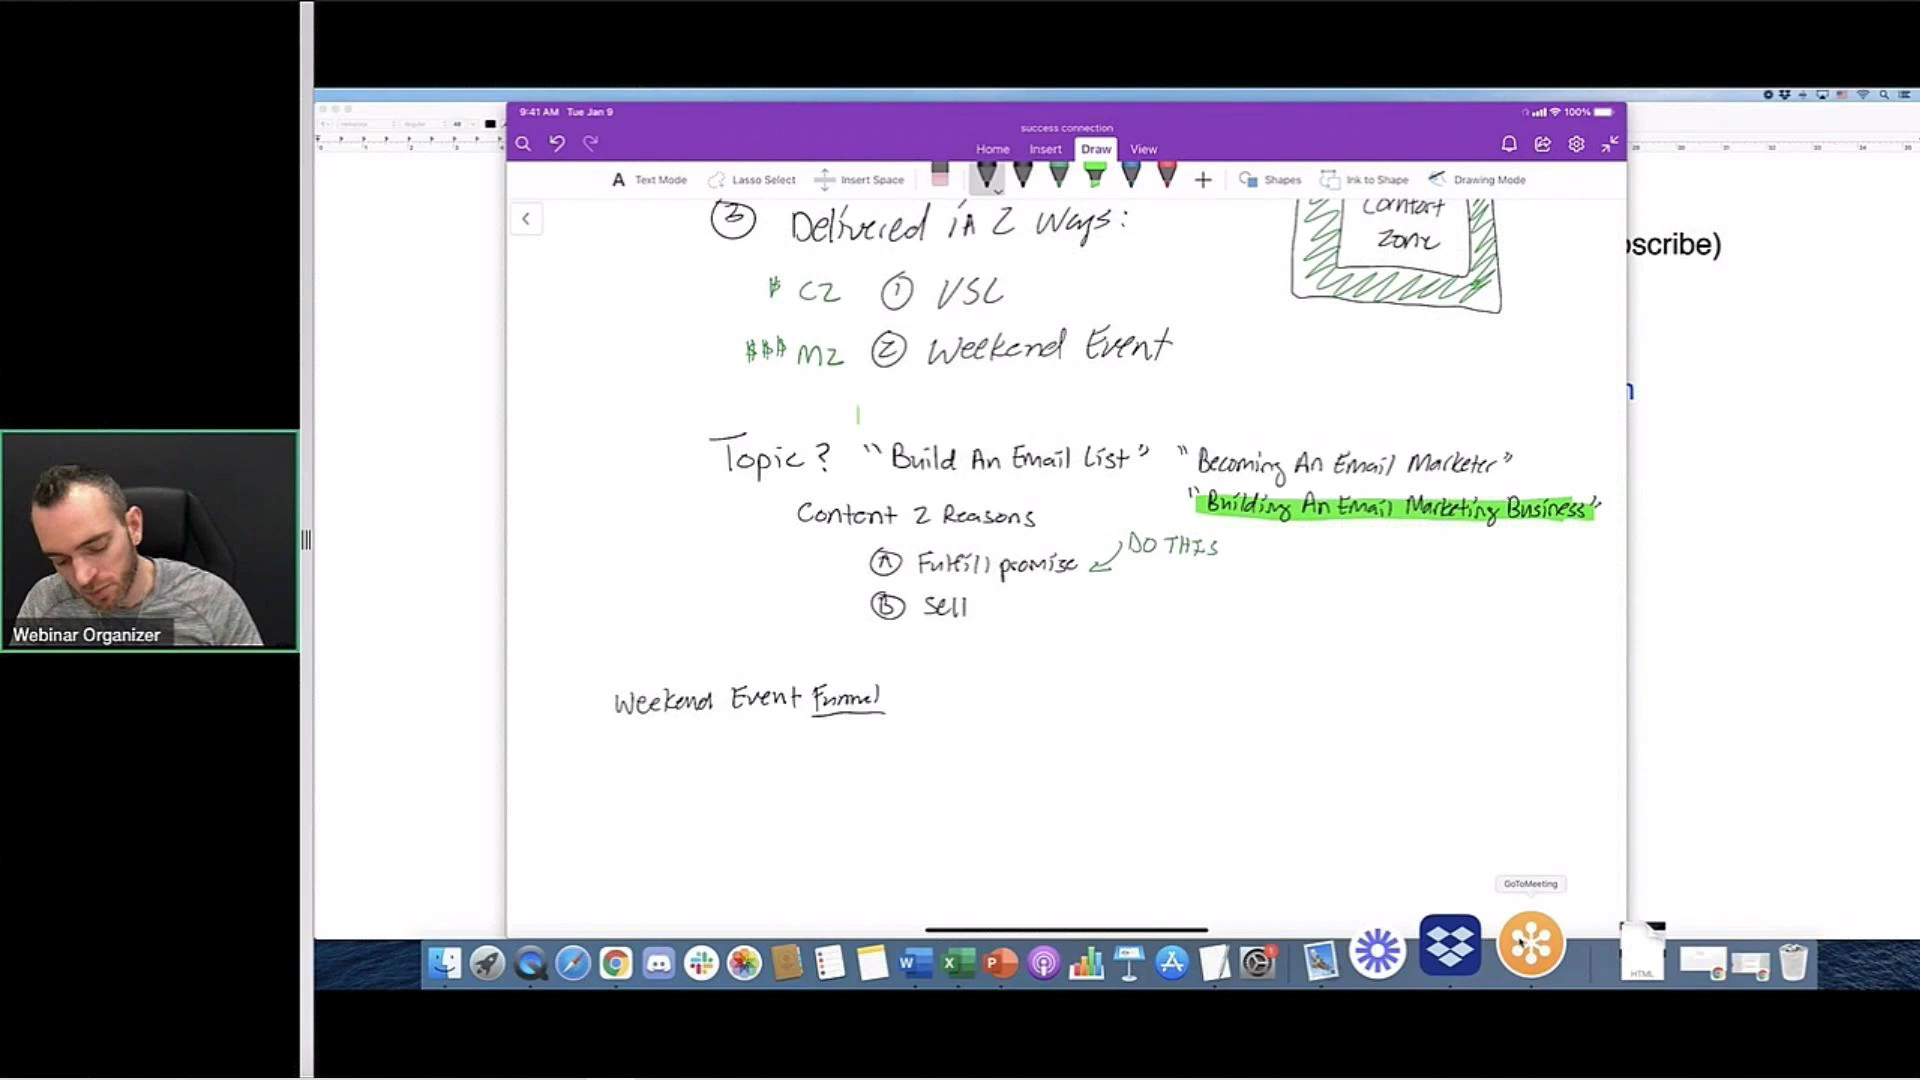 9:41 AM Tue Jan 9
100%
success connection
Home Insert Draw View
Text Mode Lasso Select Insert Space Shapes Ink to Shape Drawing Mode
③ Delivered in 2 Ways:
Comfort
Zone
scribe)
$ CZ ① VSL
$$$ MZ ② Weekend Event
Topic? "Build An Email List" "Becoming An Email Marketer"
"Building An Email Marketing Business"
Content 2 Reasons
DO THIS
Ⓐ Fulfill promise
Ⓑ Sell
Webinar Organizer
Weekend Event Funnel
GoToMeeting
HTML